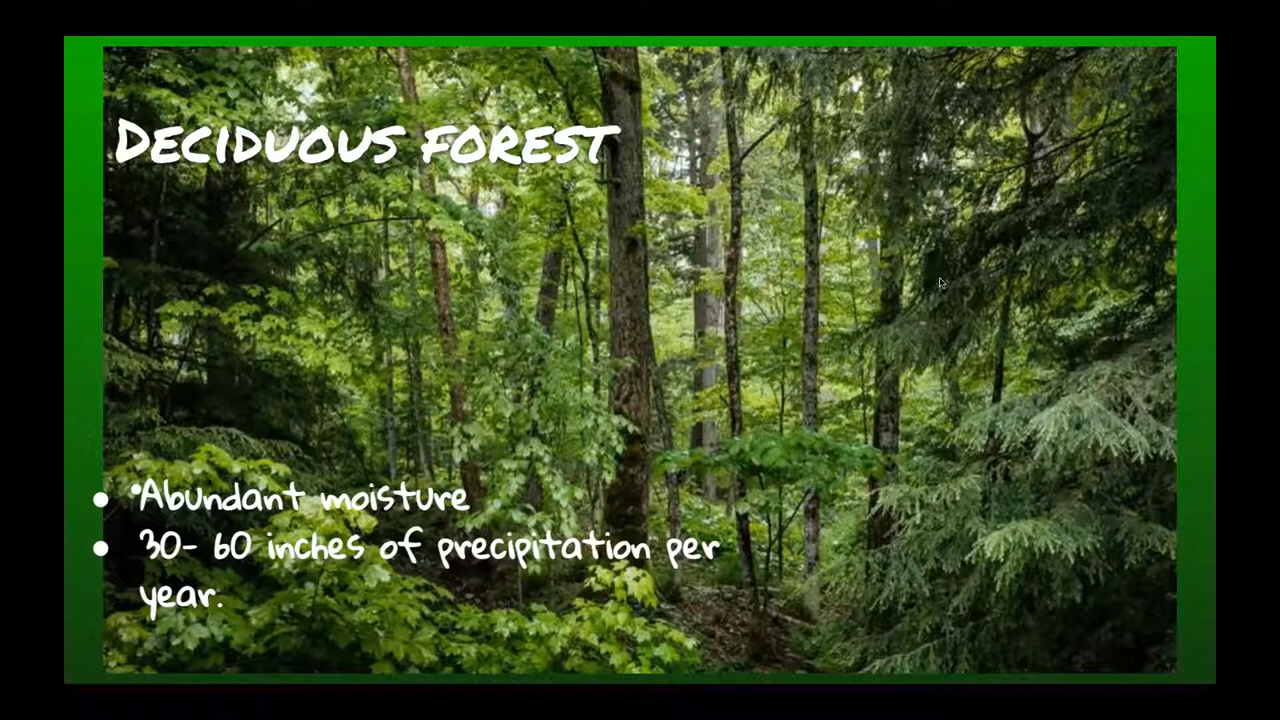 Deciduous forest
• •Abundant moisture
• 30- 60 inches of precipitation per
year.